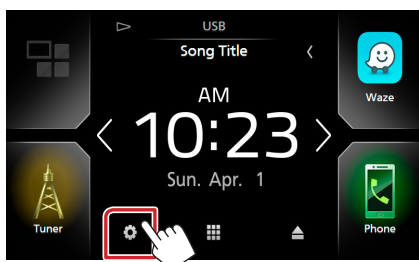 USB
Song Title
Waze
AM
10:23
Sun. Apr. 1
Tuner
Phone